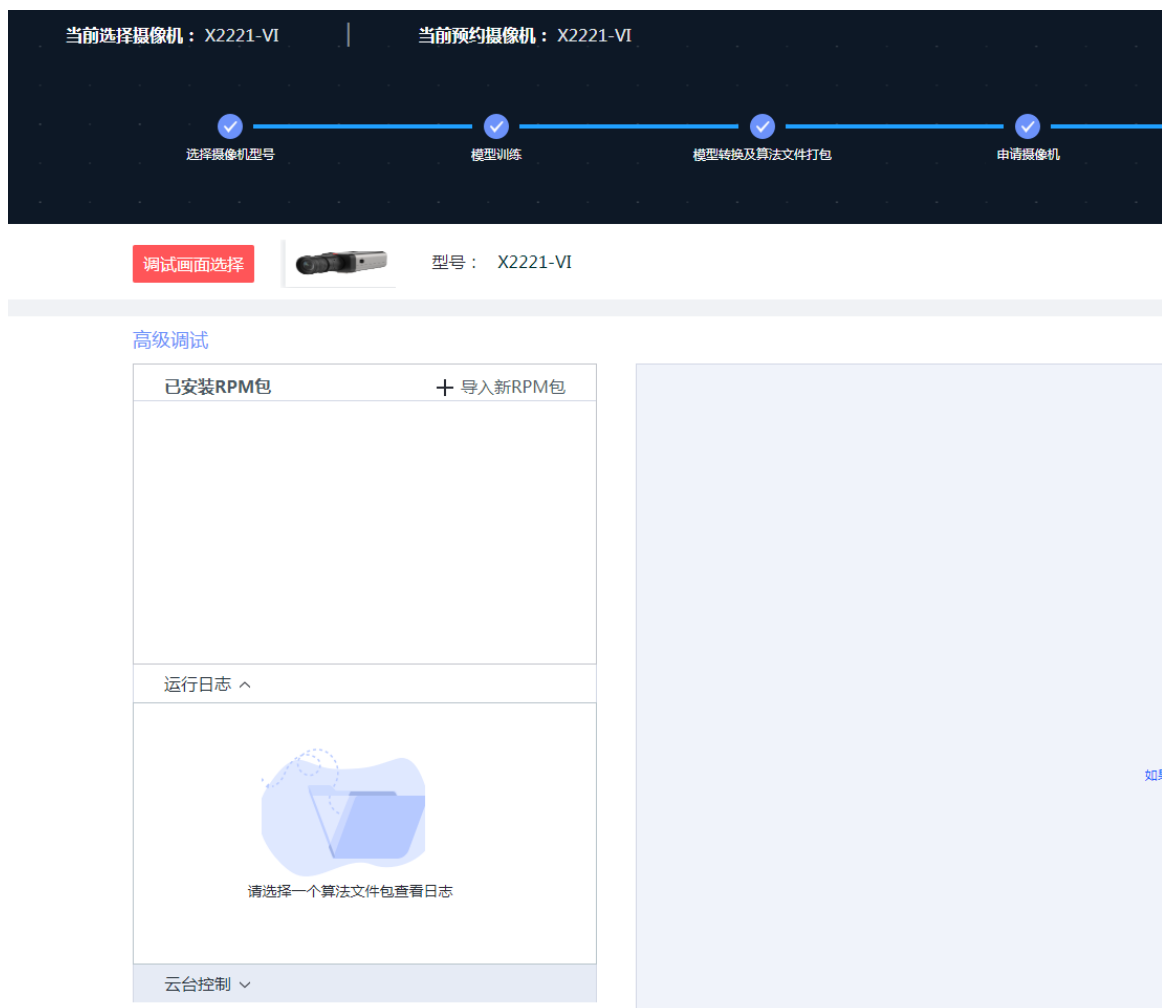 当前选择摄像机： X2221-VI | 当前预约摄像机： X2221-VI
选择摄像机型号 模型训练 模型转换及算法文件打包 申请摄像机
调试画面选择 型号： X2221-VI
高级调试
已安装RPM包 + 导入新RPM包
运行日志
如
请选择一个算法文件包查看日志
云台控制